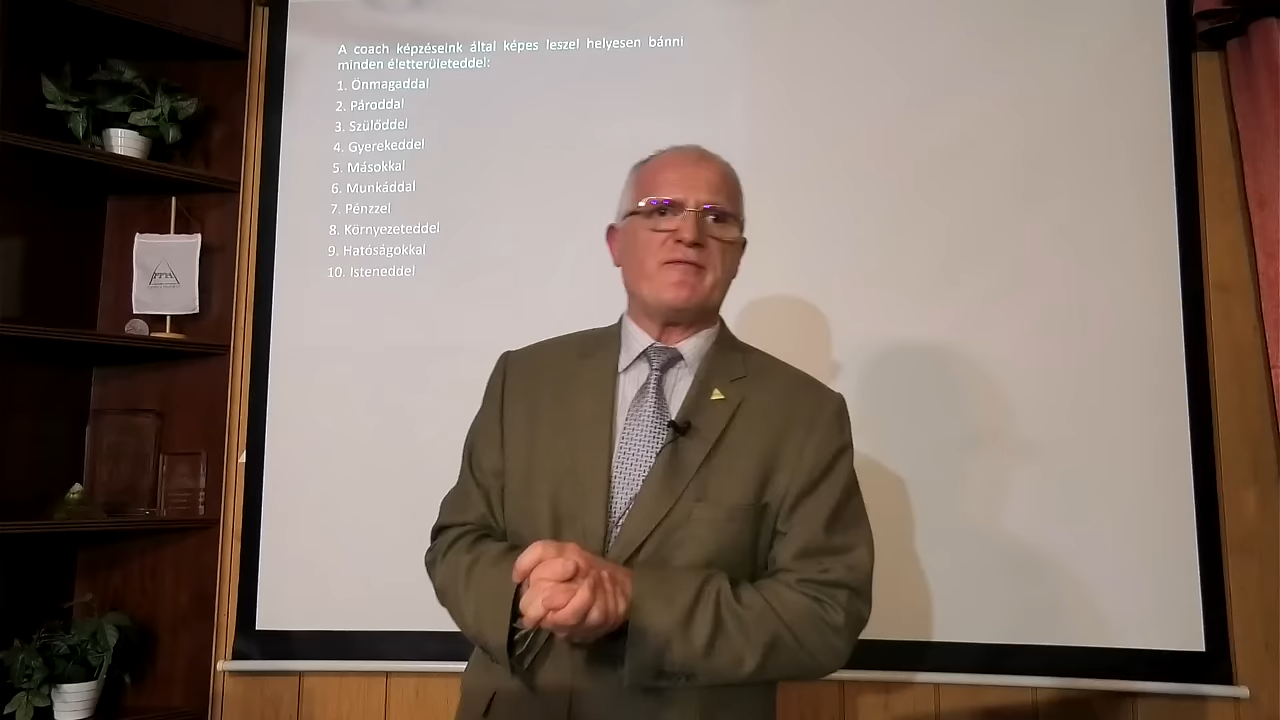 A coach képzéseink által képes leszel helyesen bánni
minden életterületeddel:
1. Önmagaddal
2. Pároddal
3. Szülőddel
4. Gyerekeddel
5. Másokkal
6. Munkáddal
7. Pénzzel
8. Környezeteddel
9. Hatóságokkal
10. Isteneddel